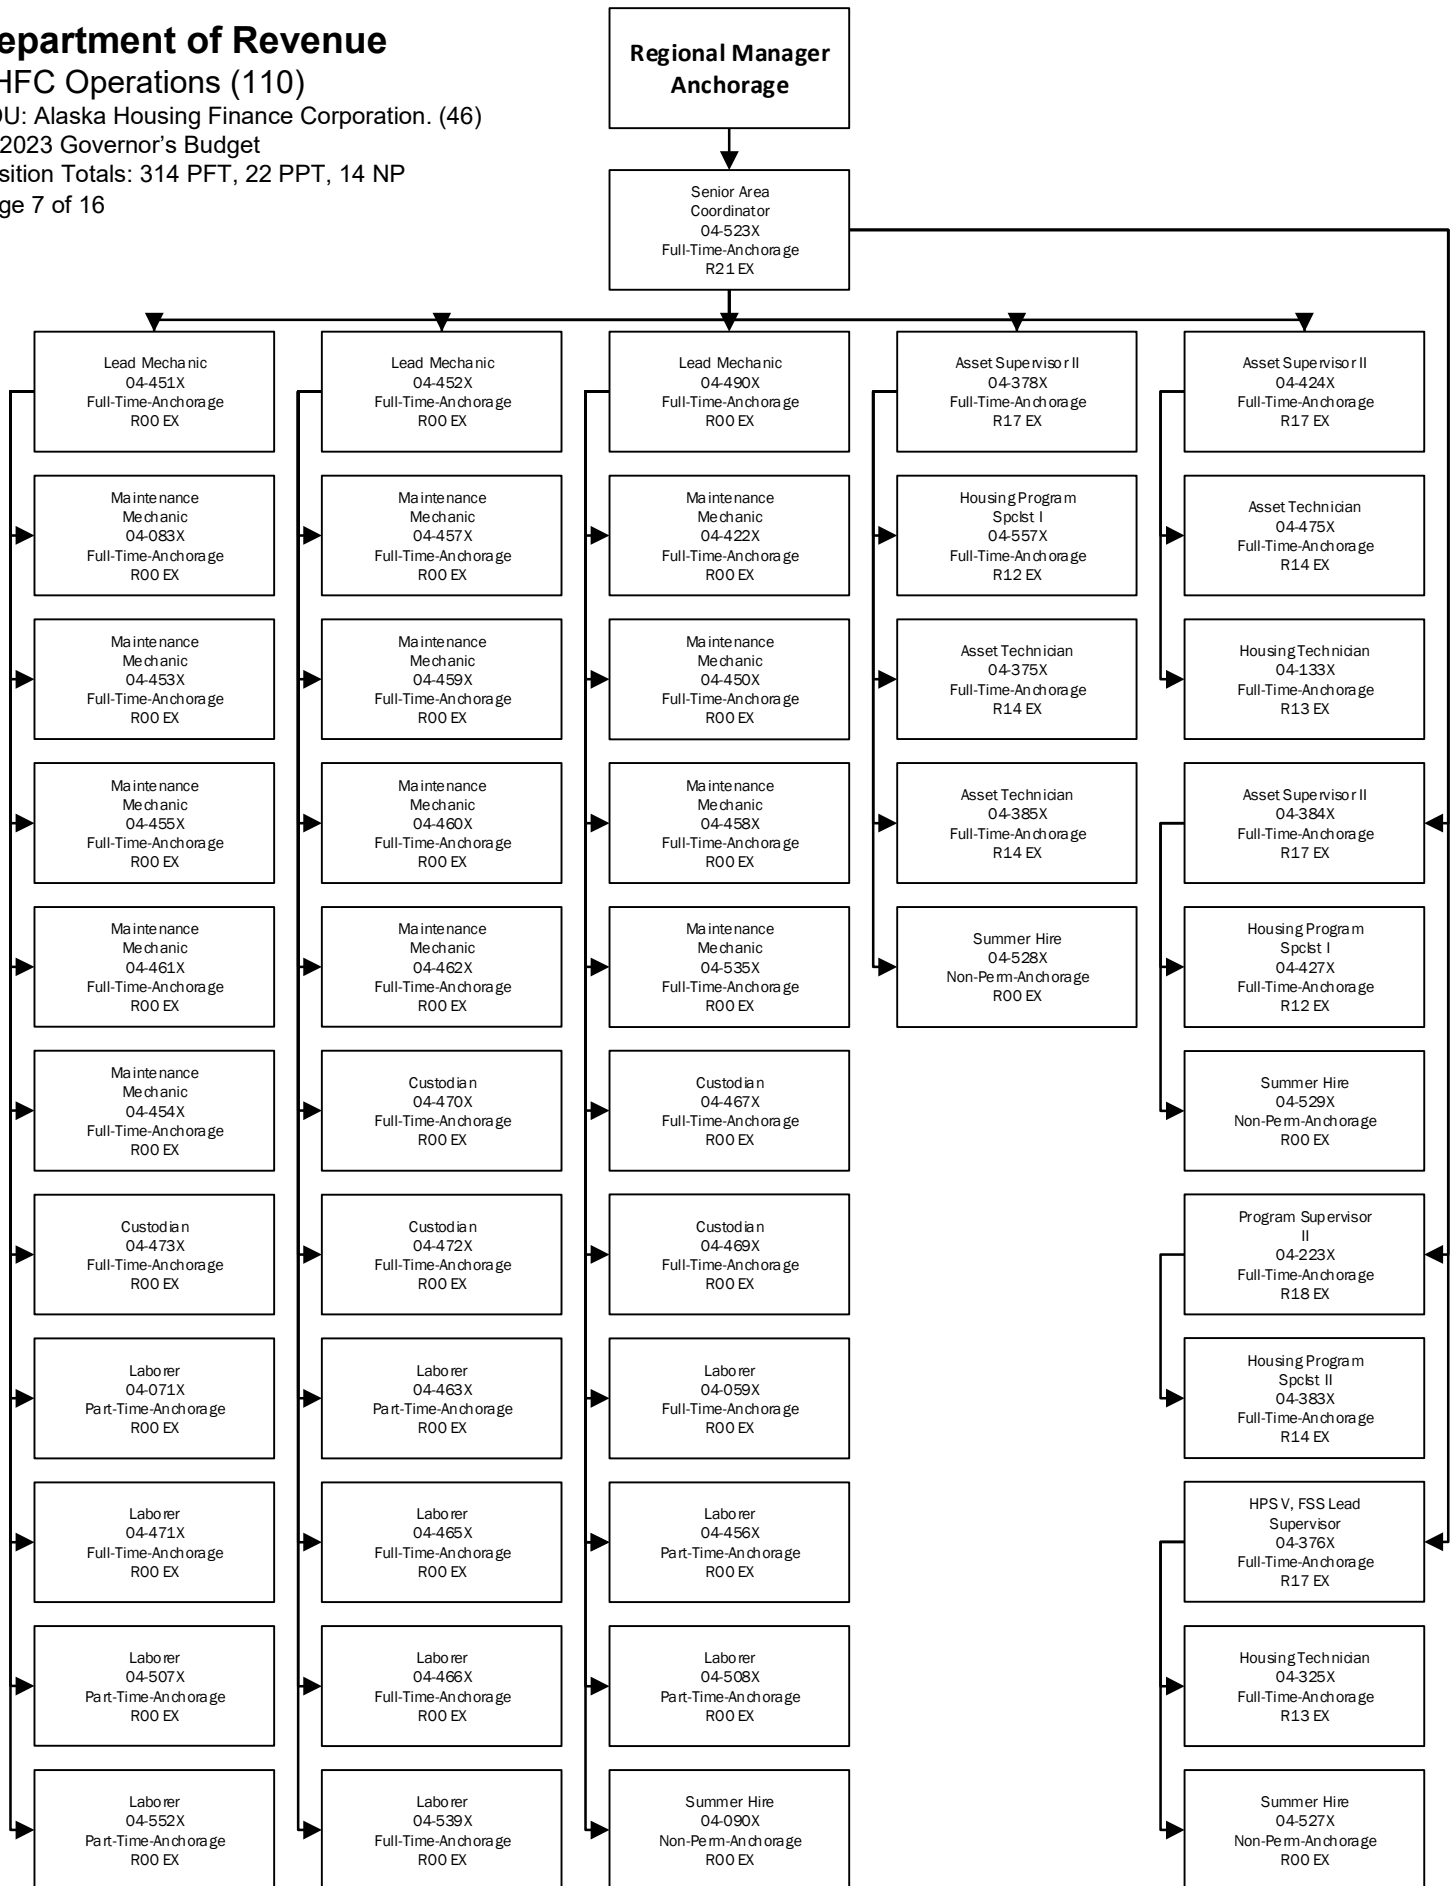 epartment of Revenue
HFC Operations (110)
DU: Alaska Housing Finance Corporation. (46)
2023 Governor's Budget
sition Totals: 314 PFT, 22 PPT, 14 NP
ge 7 of 16
Regional Manager
Anchorage
Senior Area
Coordinator
04-523X
Full-Time-Anchorage
R21 EX
Lead Mechanic
04-451X
Full-Time-Anchorage
R00 EX
Maintenance
Mechanic
04-083X
Full-Time-Anchorage
R00 EX
Maintenance
Mechanic
04-453X
Full-Time-Anchorage
R00 EX
Maintenance
Mechanic
04-455X
Full-Time-Anchorage
R00 EX
Maintenance
Mechanic
04-461X
Full-Time-Anchorage
R00 EX
Maintenance
Mechanic
04-454X
Full-Time-Anchorage
R00 EX
Custodian
04-473X
Full-Time-Anchorage
R00 EX
Laborer
04-071X
Part-Time-Anchorage
R00 EX
Laborer
04-471X
Full-Time-Anchorage
R00 EX
Laborer
04-507X
Part-Time-Anchorage
R00 EX
Laborer
04-552X
Part-Time-Anchorage
R00 EX
Lead Mechanic
04-452X
Full-Time-Anchorage
R00 EX
Maintenance
Mechanic
04-457X
Full-Time-Anchorage
R00 EX
Maintenance
Mechanic
04-459X
Full-Time-Anchorage
R00 EX
Maintenance
Mechanic
04-460X
Full-Time-Anchorage
R00 EX
Maintenance
Mechanic
04-462X
Full-Time-Anchorage
R00 EX
Custodian
04-470X
Full-Time-Anchorage
R00 EX
Custodian
04-472X
Full-Time-Anchorage
R00 EX
Laborer
04-463X
Part-Time-Anchorage
R00 EX
Laborer
04-465X
Full-Time-Anchorage
R00 EX
Laborer
04-466X
Full-Time-Anchorage
R00 EX
Laborer
04-539X
Full-Time-Anchorage
R00 EX
Lead Mechanic
04-490X
Full-Time-Anchorage
R00 EX
Maintenance
Mechanic
04-422X
Full-Time-Anchorage
R00 EX
Maintenance
Mechanic
04-450X
Full-Time-Anchorage
R00 EX
Maintenance
Mechanic
04-458X
Full-Time-Anchorage
R00 EX
Maintenance
Mechanic
04-535X
Full-Time-Anchorage
R00 EX
Custodian
04-467X
Full-Time-Anchorage
R00 EX
Custodian
04-469X
Full-Time-Anchorage
R00 EX
Laborer
04-059X
Full-Time-Anchorage
R00 EX
Laborer
04-456X
Part-Time-Anchorage
R00 EX
Laborer
04-508X
Part-Time-Anchorage
R00 EX
Summer Hire
04-090X
Non-Perm-Anchorage
R00 EX
Asset Supervisor II
04-378X
Full-Time-Anchorage
R17 EX
Housing Program
Spclst I
04-557X
Full-Time-Anchorage
R12 EX
Asset Technician
04-375X
Full-Time-Anchorage
R14 EX
Asset Technician
04-385X
Full-Time-Anchorage
R14 EX
Summer Hire
04-528X
Non-Perm-Anchorage
R00 EX
Asset Supervisor II
04-424X
Full-Time-Anchorage
R17 EX
Asset Technician
04-475X
Full-Time-Anchorage
R14 EX
Housing Technician
04-133X
Full-Time-Anchorage
R13 EX
Asset Supervisor II
04-384X
Full-Time-Anchorage
R17 EX
Housing Program
Spclst I
04-427X
Full-Time-Anchorage
R12 EX
Summer Hire
04-529X
Non-Perm-Anchorage
R00 EX
Program Supervisor
II
04-223X
Full-Time-Anchorage
R18 EX
Housing Program
Spclst II
04-383X
Full-Time-Anchorage
R14 EX
HPS V, FSS Lead
Supervisor
04-376X
Full-Time-Anchorage
R17 EX
Housing Technician
04-325X
Full-Time-Anchorage
R13 EX
Summer Hire
04-527X
Non-Perm-Anchorage
R00 EX